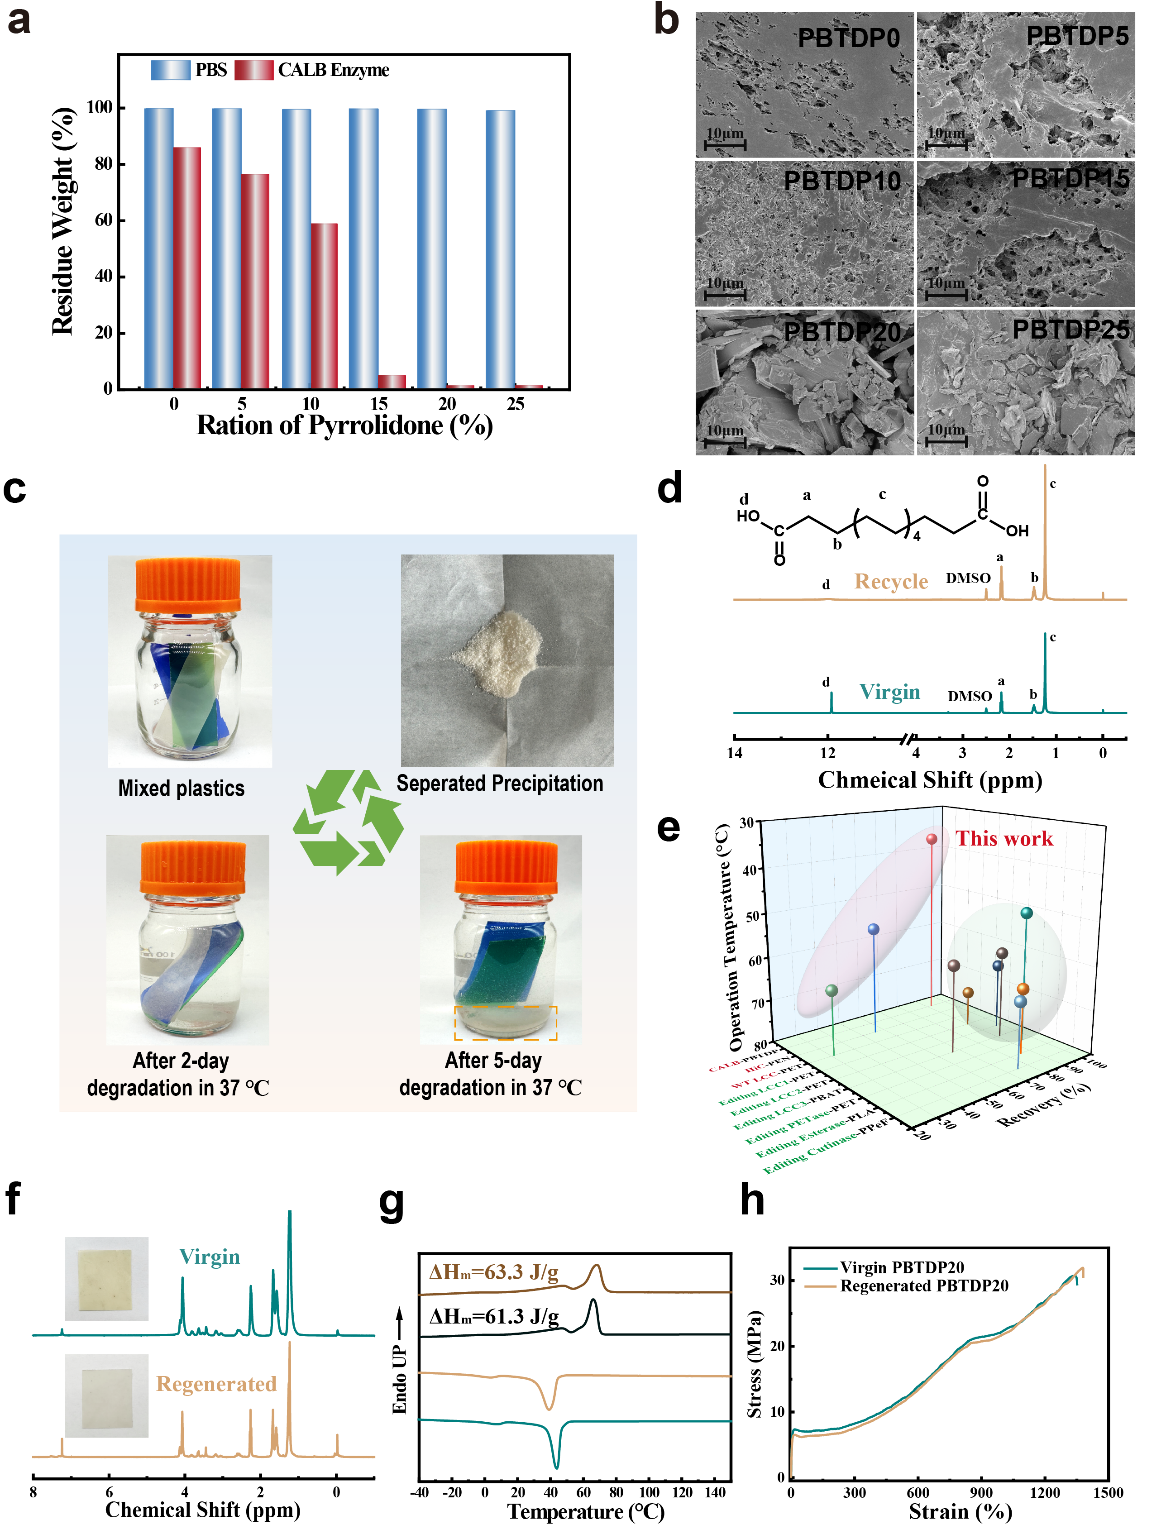 a
PBS
CALB Enzyme
Residue Weight (%)
100
80
60
40
20
0
0
5
10
15
20
25
Ration of Pyrrolidone (%)
b
PBTDP0
10μm
PBTDP5
10μm
PBTDP10
10μm
PBTDP15
10μm
PBTDP20
10μm
PBTDP25
10μm
c
Mixed plastics
Seperated Precipitation
After 2-day
degradation in 37 °C
After 5-day
degradation in 37 °C
d
d
HO
O
a
b
c
4
O
OH
c
Recycle
d
DMSO
a
b
c
Virgin
d
DMSO
a
b
14
12
4
3
2
1
0
Chmeical Shift (ppm)
e
This work
Operation Temperature (°C)
30
40
50
60
70
80
CALB-PBTDP
HiC-PEN
WT LCC-PET
Editing LCC1-PET
Editing LCC2-PET
Editing LCC3-PBAT
Editing PETase-PET
Editing Esterase-PLA
Editing Cutinase-PPeF
20
30
40
50
60
70
80
90
100
Recovery (%)
f
Virgin
Regenerated
8
4
2
0
Chemical Shift (ppm)
g
ΔHm=63.3 J/g
ΔHm=61.3 J/g
Endo UP
-40
-20
0
20
40
60
80
100
120
140
Temperature (°C)
h
Virgin PBTDP20
Regenerated PBTDP20
Stress (MPa)
30
20
10
0
0
300
600
900
1200
1500
Strain (%)